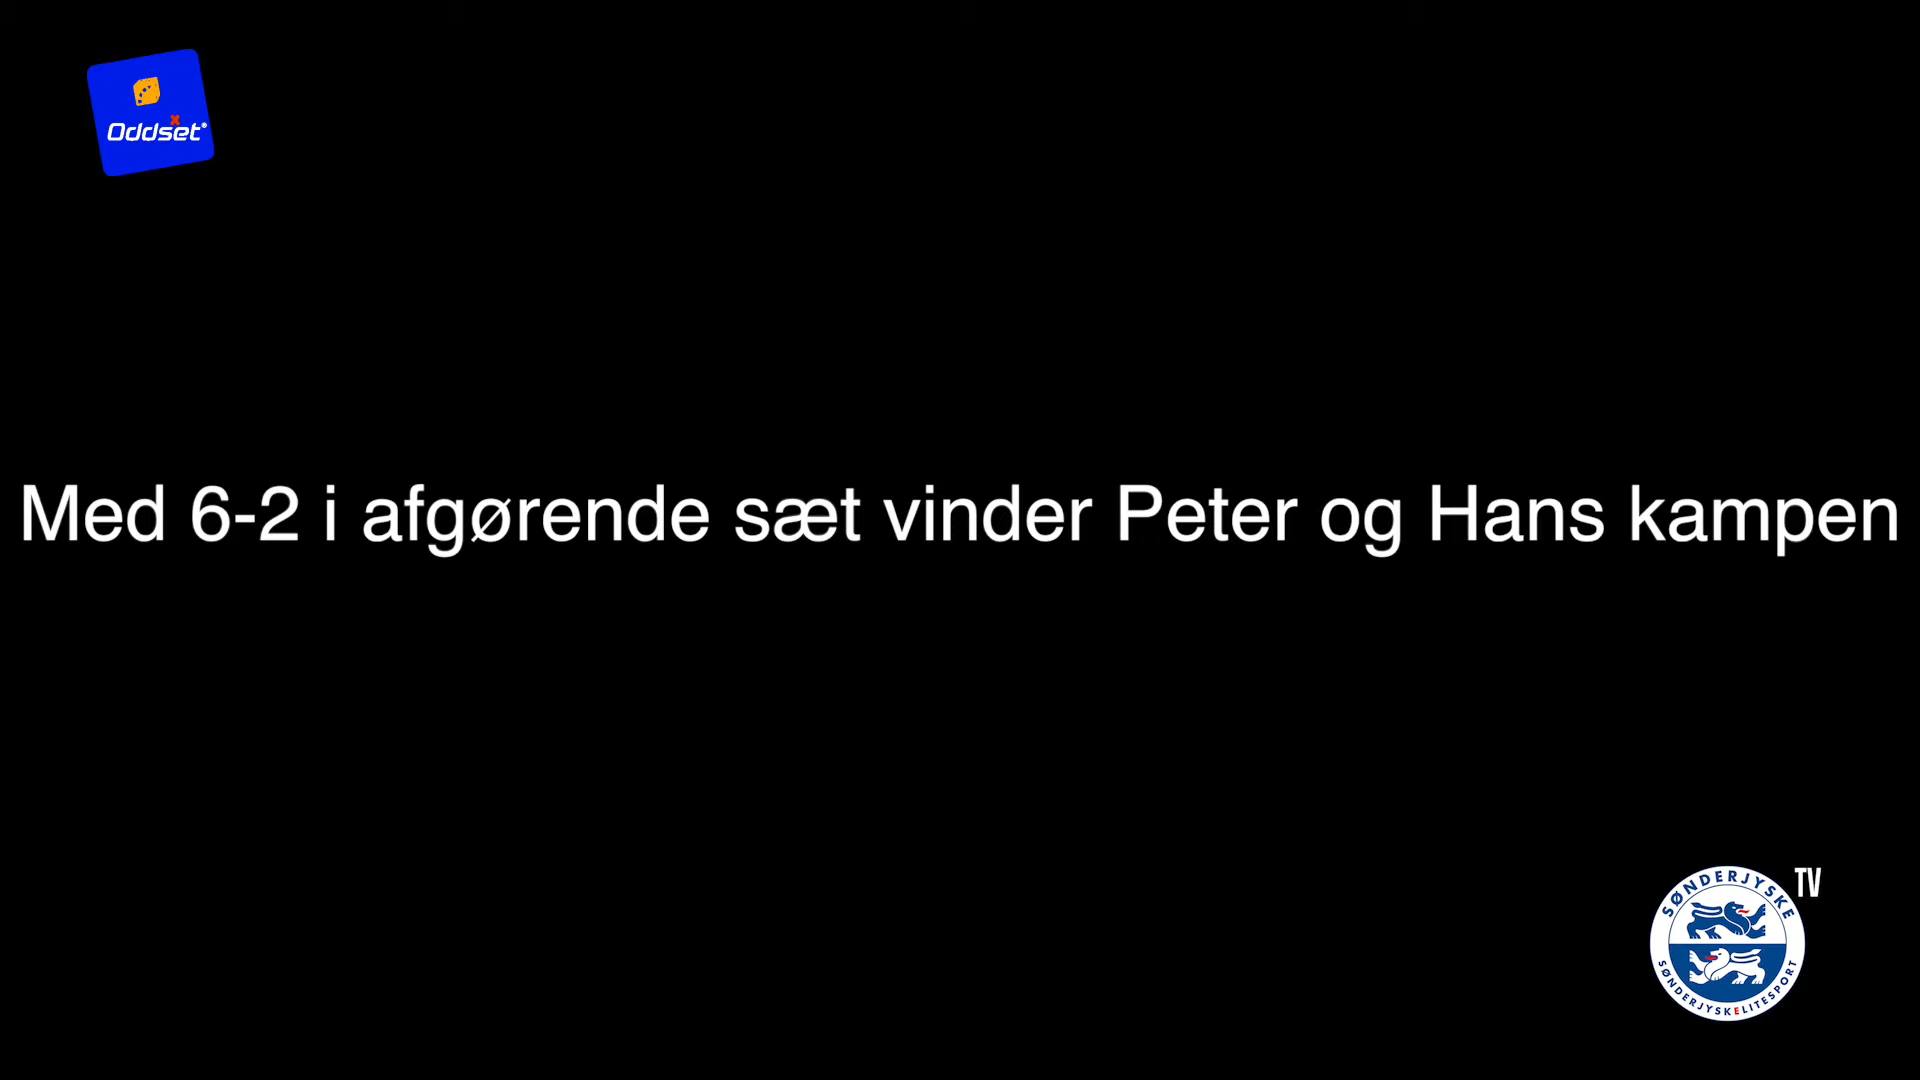 Oddset®
Med 6-2 i afgørende sæt vinder Peter og Hans kampen
TV
SØNDERJYSKE
SØNDERJYSKELITESPORT